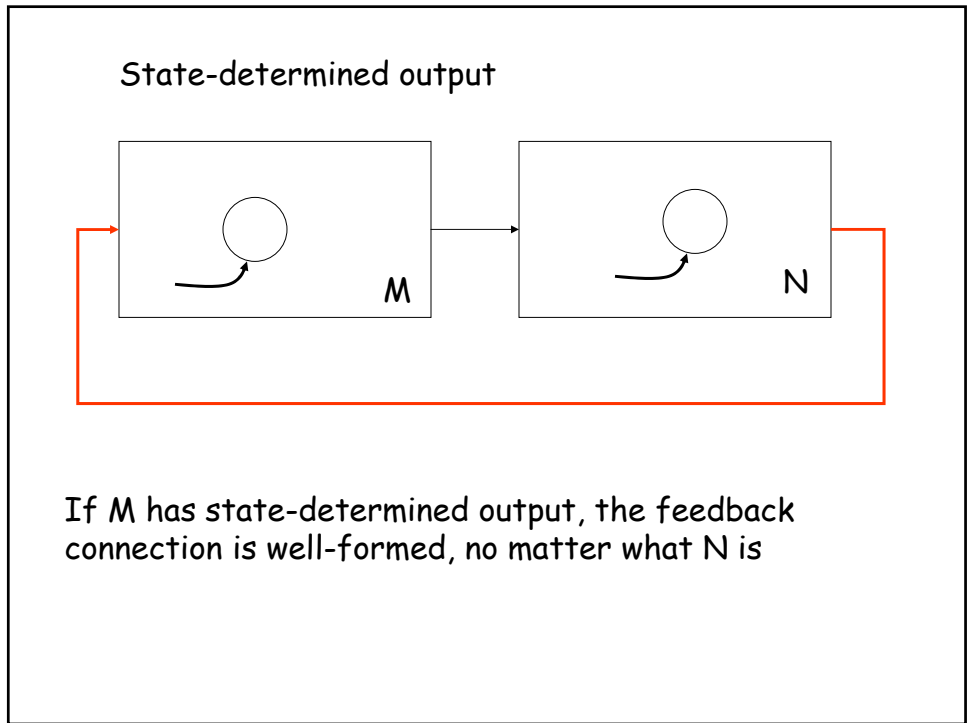 State-determined output
M
N
If M has state-determined output, the feedback
connection is well-formed, no matter what N is